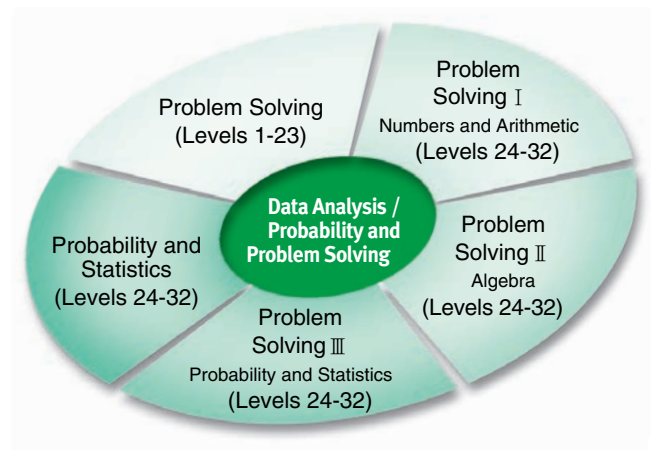 Problem Solving
(Levels 1-23)
Problem
Solving Ⅰ
Numbers and Arithmetic
(Levels 24-32)
Problem
Solving Ⅱ
Algebra
(Levels 24-32)
Problem
Solving Ⅲ
Probability and Statistics
(Levels 24-32)
Probability and
Statistics
(Levels 24-32)
Data Analysis /
Probability and
Problem Solving